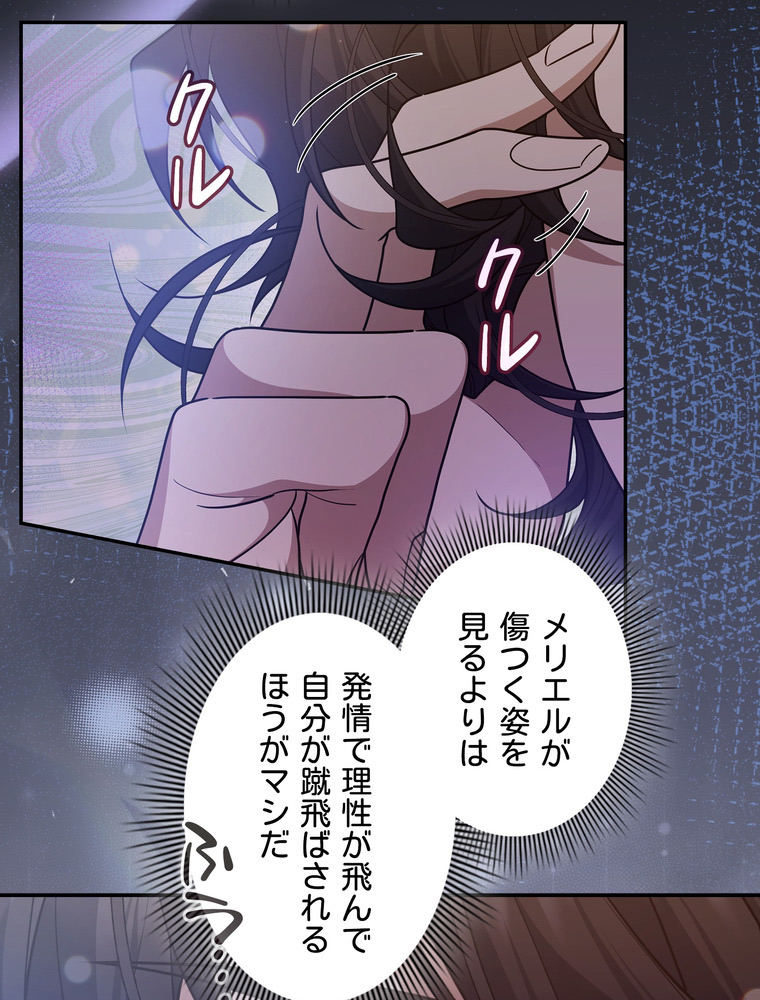 クル
クル
メリエルが
傷つく姿を
見るよりは
発情で理性が飛んで
自分が蹴飛ばされる
ほうがマシだ
ふぅ…